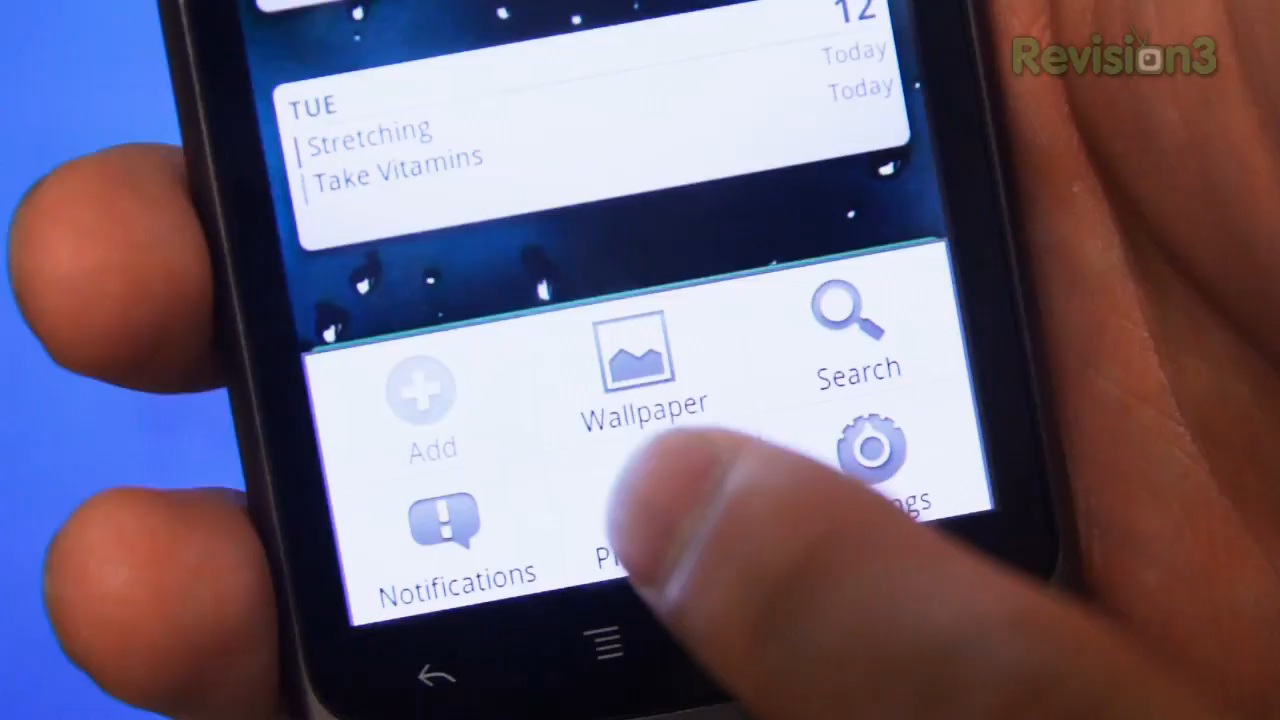 Revision3
12
TUE
Today
Stretching
Today
Take Vitamins
Add
Wallpaper
Search
Notifications